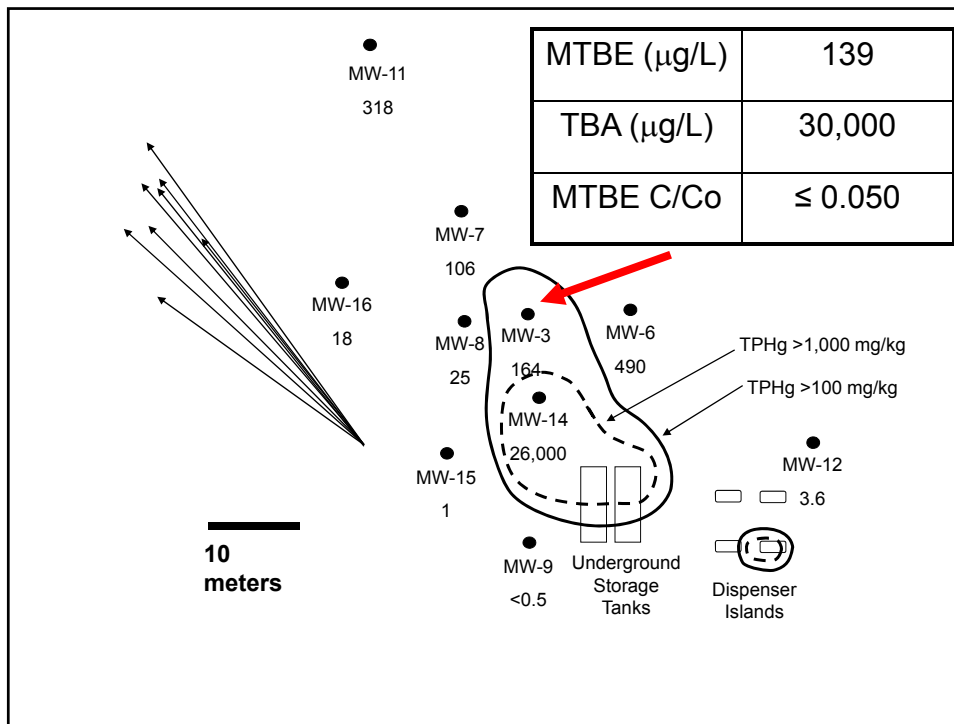 MW-11
318
MTBE (μg/L) 139
TBA (μg/L) 30,000
MTBE C/Co ≤ 0.050
MW-7
106
MW-16
18
MW-8
25
MW-3
164
MW-6
490
TPHg >1,000 mg/kg
TPHg >100 mg/kg
MW-14
26,000
MW-15
1
MW-12
3.6
10
meters
MW-9
<0.5
Underground
Storage
Tanks
Dispenser
Islands